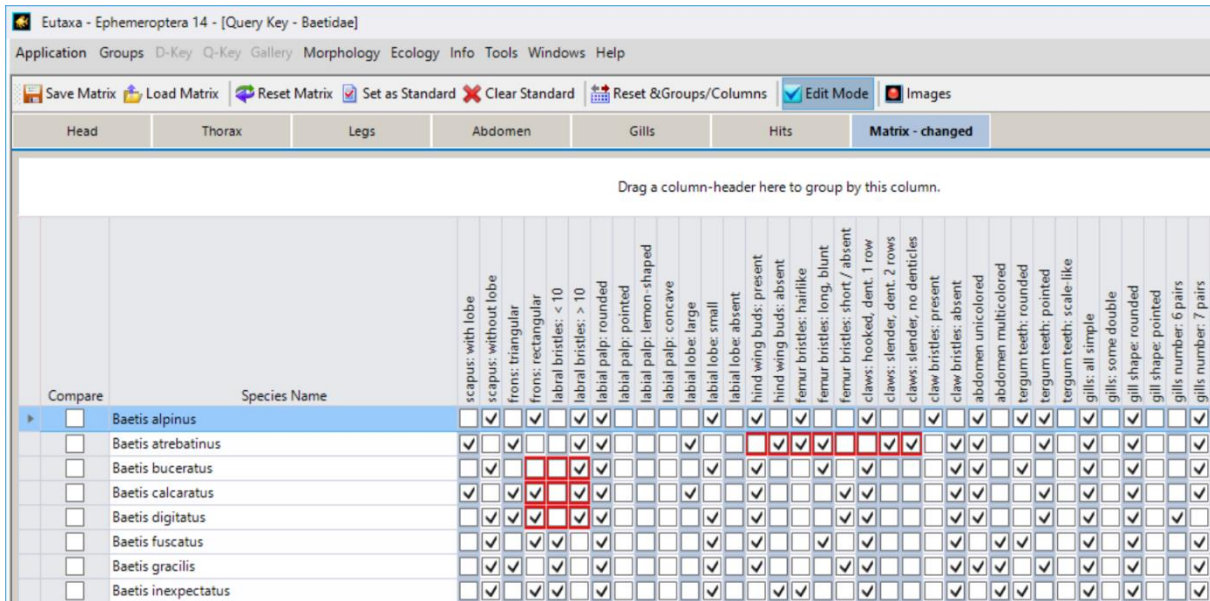 Eutaxa - Ephemeroptera 14 - [Query Key - Baetidae]
Application Groups D-Key Q-Key Gallery Morphology Ecology Info Tools Windows Help
Save Matrix Load Matrix Reset Matrix Set as Standard Clear Standard Reset &Groups/Columns Edit Mode Images
Head Thorax Legs Abdomen Gills Hits Matrix - changed
Drag a column-header here to group by this column.
Compare
Species Name
scapus: with lobe
scapus: without lobe
frons: triangular
frons: rectangular
labral bristles: < 10
labral bristles: > 10
labial palp: rounded
labial palp: pointed
labial palp: lemon-shaped
labial palp: concave
labial lobe: large
labial lobe: small
labial lobe: absent
hind wing buds: present
hind wing buds: absent
femur bristles: hairlike
femur bristles: long, blunt
femur bristles: short / absent
claws: hooked, dent. 1 row
claws: slender, dent. 2 rows
claws: slender, no denticles
claw bristles: present
claw bristles: absent
abdomen unicolored
abdomen multicolored
tergum teeth: rounded
tergum teeth: pointed
tergum teeth: scale-like
gills: all simple
gills: some double
gill shape: rounded
gill shape: pointed
gills number: 6 pairs
gills number: 7 pairs
Baetis alpinus
Baetis atrebatinus
Baetis buceratus
Baetis calcaratus
Baetis digitatus
Baetis fuscatus
Baetis gracilis
Baetis inexpectatus